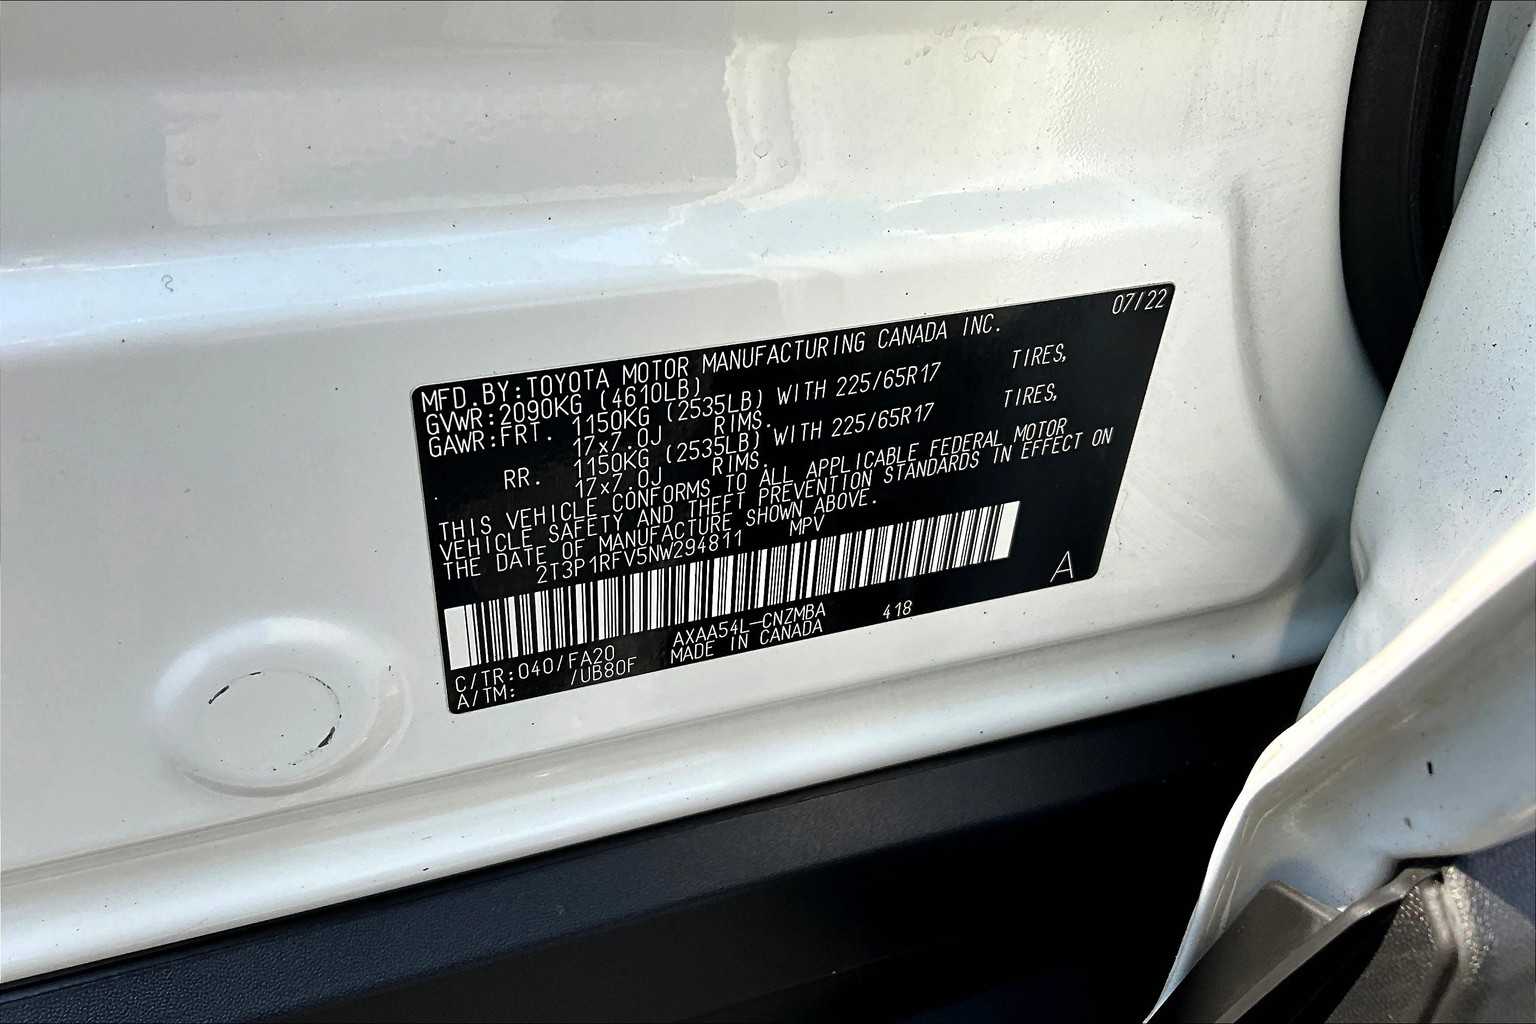 07/22
MFD.BY:TOYOTA MOTOR MANUFACTURING CANADA INC.
GVWR:2090KG (4610LB)
GAWR:FRT. 1150KG (2535LB) WITH 225/65R17 TIRES,
17x7.0J RIMS.
RR. 1150KG (2535LB) WITH 225/65R17 TIRES,
17x7.0J RIMS.
THIS VEHICLE CONFORMS TO ALL APPLICABLE FEDERAL MOTOR
VEHICLE SAFETY AND THEFT PREVENTION STANDARDS IN EFFECT ON
THE DATE OF MANUFACTURE SHOWN ABOVE.
2T3P1RFV5NW294811 MPV
A
C/TR:040/FA20 AXAA54L-CNZMBA 418
A/TM: /UB80F MADE IN CANADA